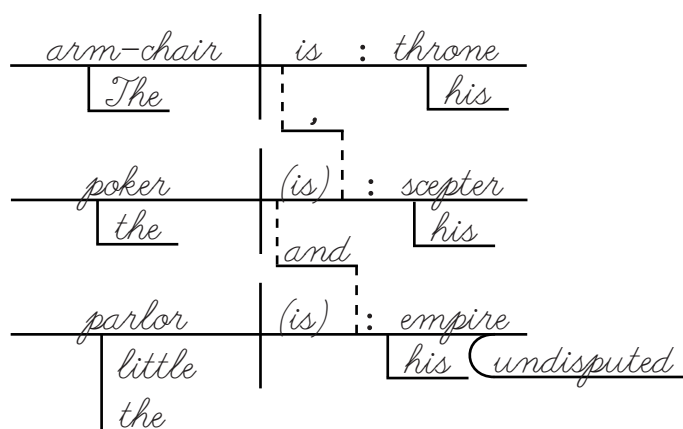 arm-chair is : throne
The his
,
poker (is) : scepter
the his
and
parlor (is) : empire
little his undisputed
the